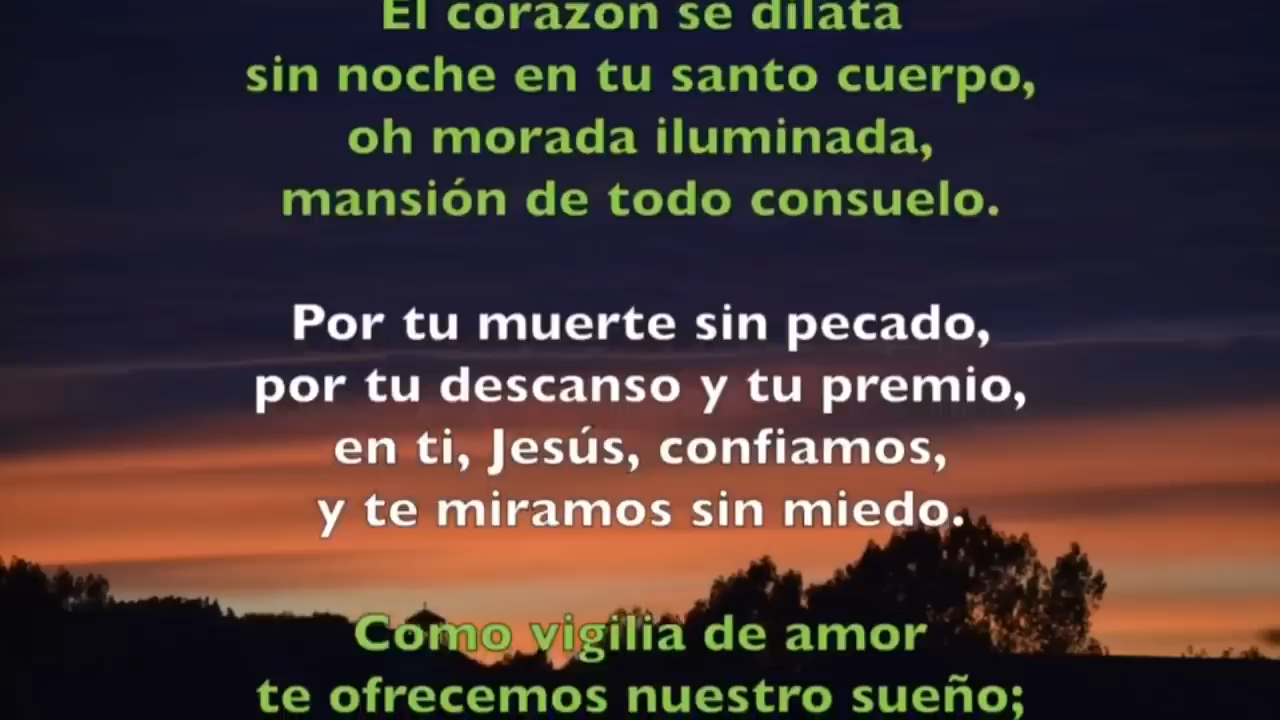 El corazón se dilata
sin noche en tu santo cuerpo,
oh morada iluminada,
mansión de todo consuelo.
Por tu muerte sin pecado,
por tu descanso y tu premio,
en ti, Jesús, confiamos,
y te miramos sin miedo.
Como vigilia de amor
te ofrecemos nuestro sueño;